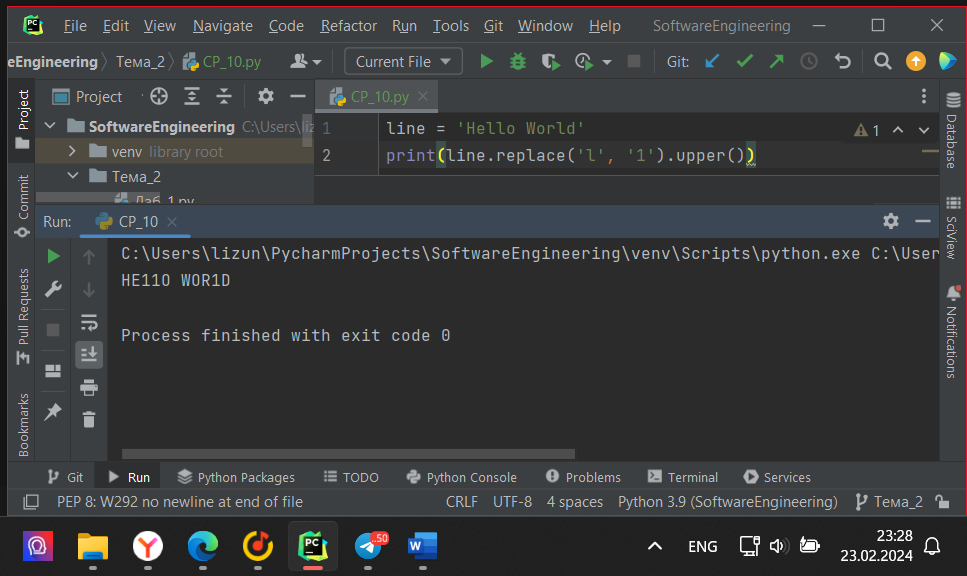 PC
File Edit View Navigate Code Refactor Run Tools Git Window Help SoftwareEngineering
eEngineering Тема_2 CP_10.py Current File Git:
Project CP_10.py
SoftwareEngineering C:\Users\liz
venv library root
Тема_2
1 line = 'Hello World'
2 print(line.replace('l', '1').upper())
1
Project
Commit
Pull Requests
Bookmarks
Database
SciView
Notifications
Run: CP_10
C:\Users\lizun\PycharmProjects\SoftwareEngineering\venv\Scripts\python.exe C:\User
HE11O WOR1D
Process finished with exit code 0
Git Run Python Packages TODO Python Console Problems Terminal Services
PEP 8: W292 no newline at end of file CRLF UTF-8 4 spaces Python 3.9 (SoftwareEngineering) Тема_2
PC 50 W ENG 23:28
23.02.2024